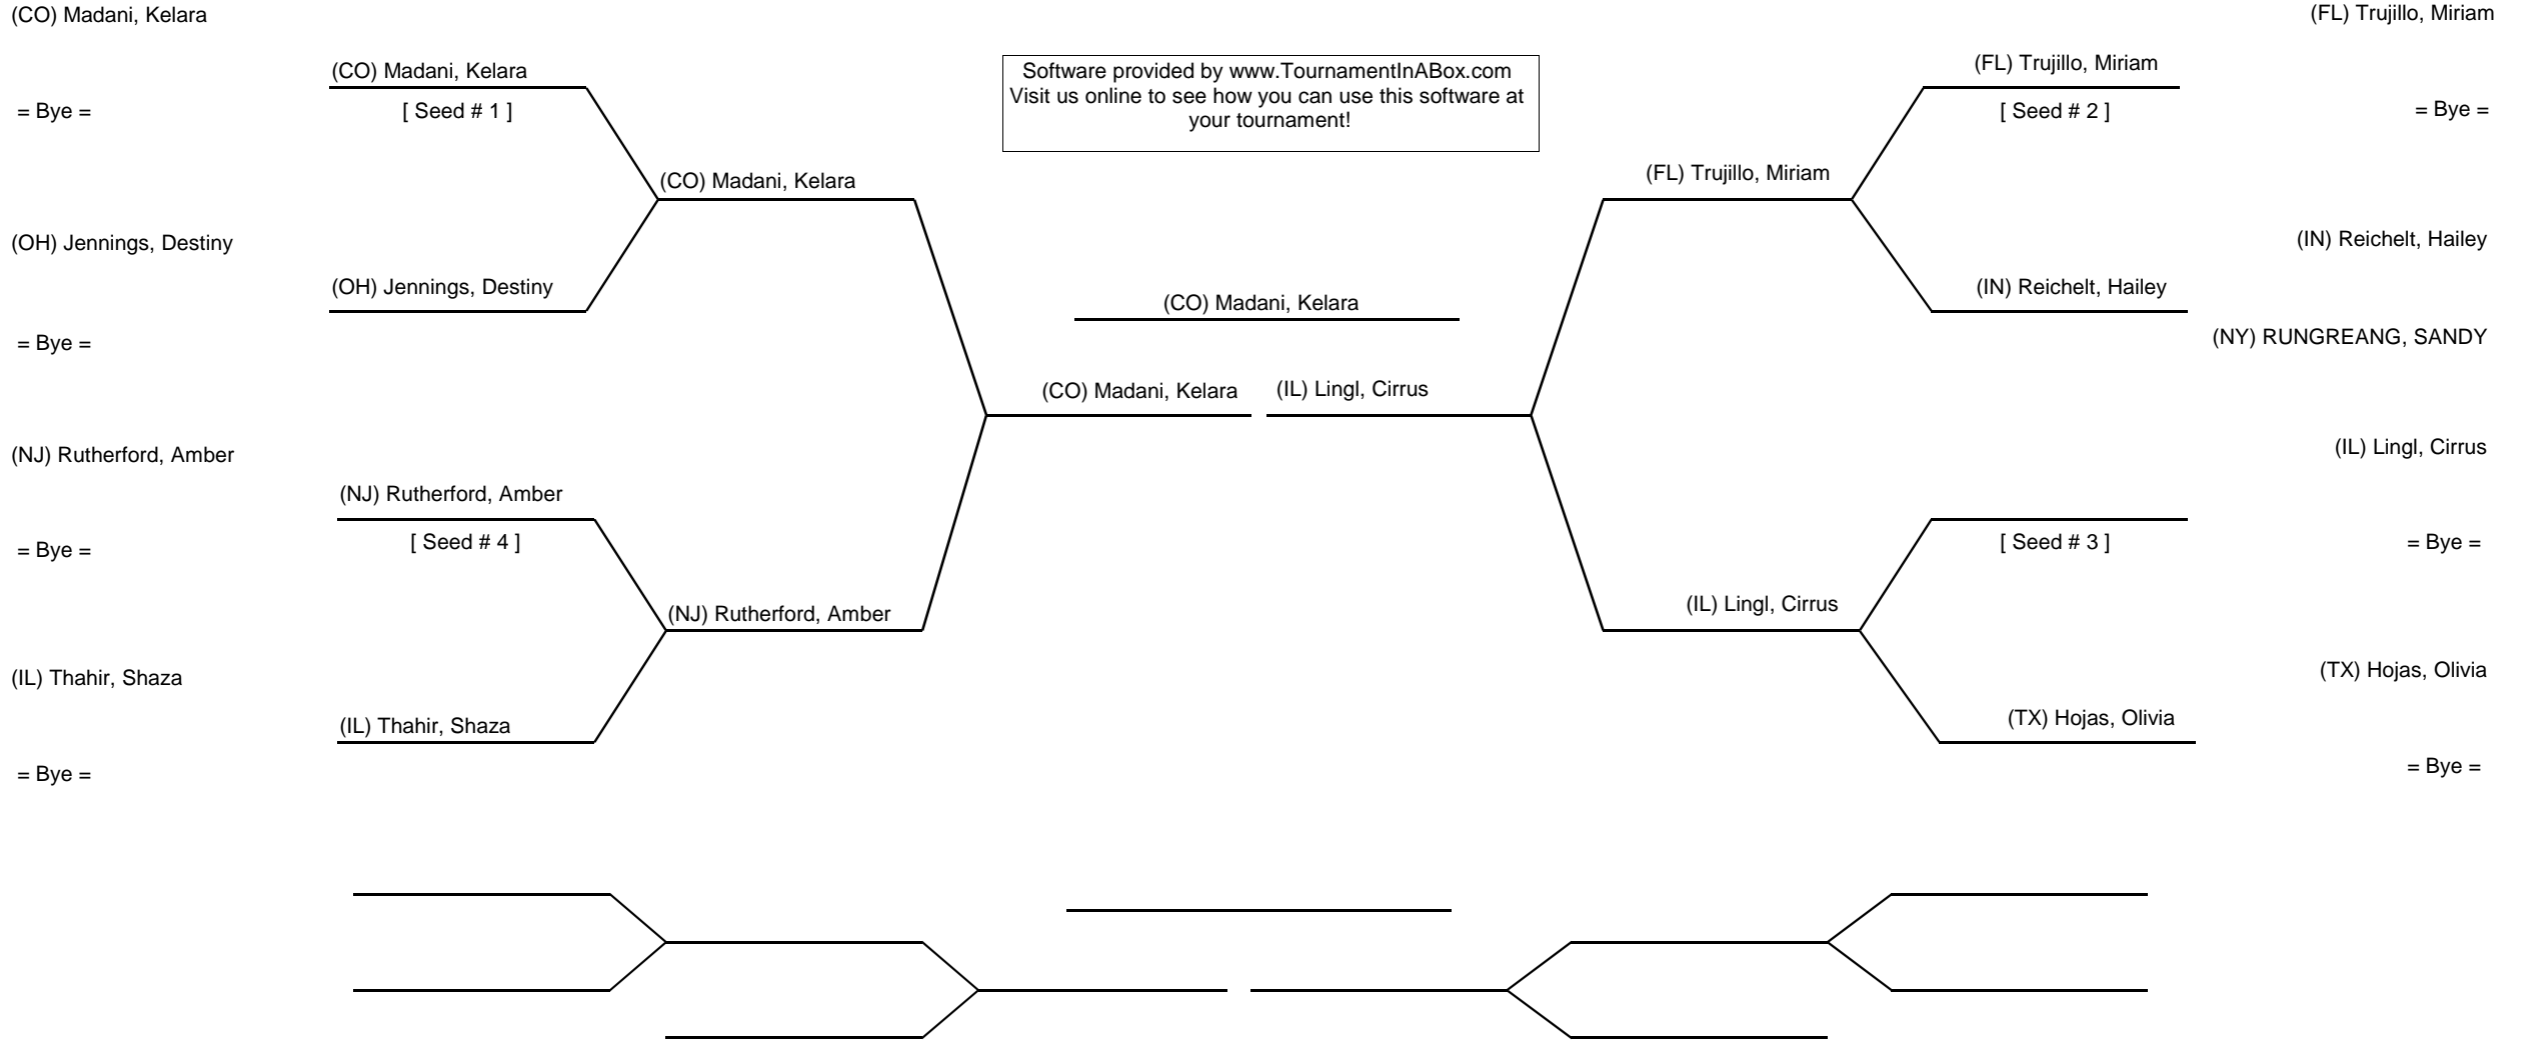 (CO) Madani, Kelara
(FL) Trujillo, Miriam
(CO) Madani, Kelara
Software provided by www.TournamentInABox.com
Visit us online to see how you can use this software at
your tournament!
(FL) Trujillo, Miriam
= Bye =
[ Seed # 1 ]
[ Seed # 2 ]
= Bye =
(CO) Madani, Kelara
(FL) Trujillo, Miriam
(OH) Jennings, Destiny
(IN) Reichelt, Hailey
(OH) Jennings, Destiny
(CO) Madani, Kelara
(IN) Reichelt, Hailey
= Bye =
(NY) RUNGREANG, SANDY
(CO) Madani, Kelara
(IL) Lingl, Cirrus
(NJ) Rutherford, Amber
(IL) Lingl, Cirrus
(NJ) Rutherford, Amber
= Bye =
[ Seed # 4 ]
[ Seed # 3 ]
= Bye =
(NJ) Rutherford, Amber
(IL) Lingl, Cirrus
(IL) Thahir, Shaza
(TX) Hojas, Olivia
(IL) Thahir, Shaza
(TX) Hojas, Olivia
= Bye =
= Bye =